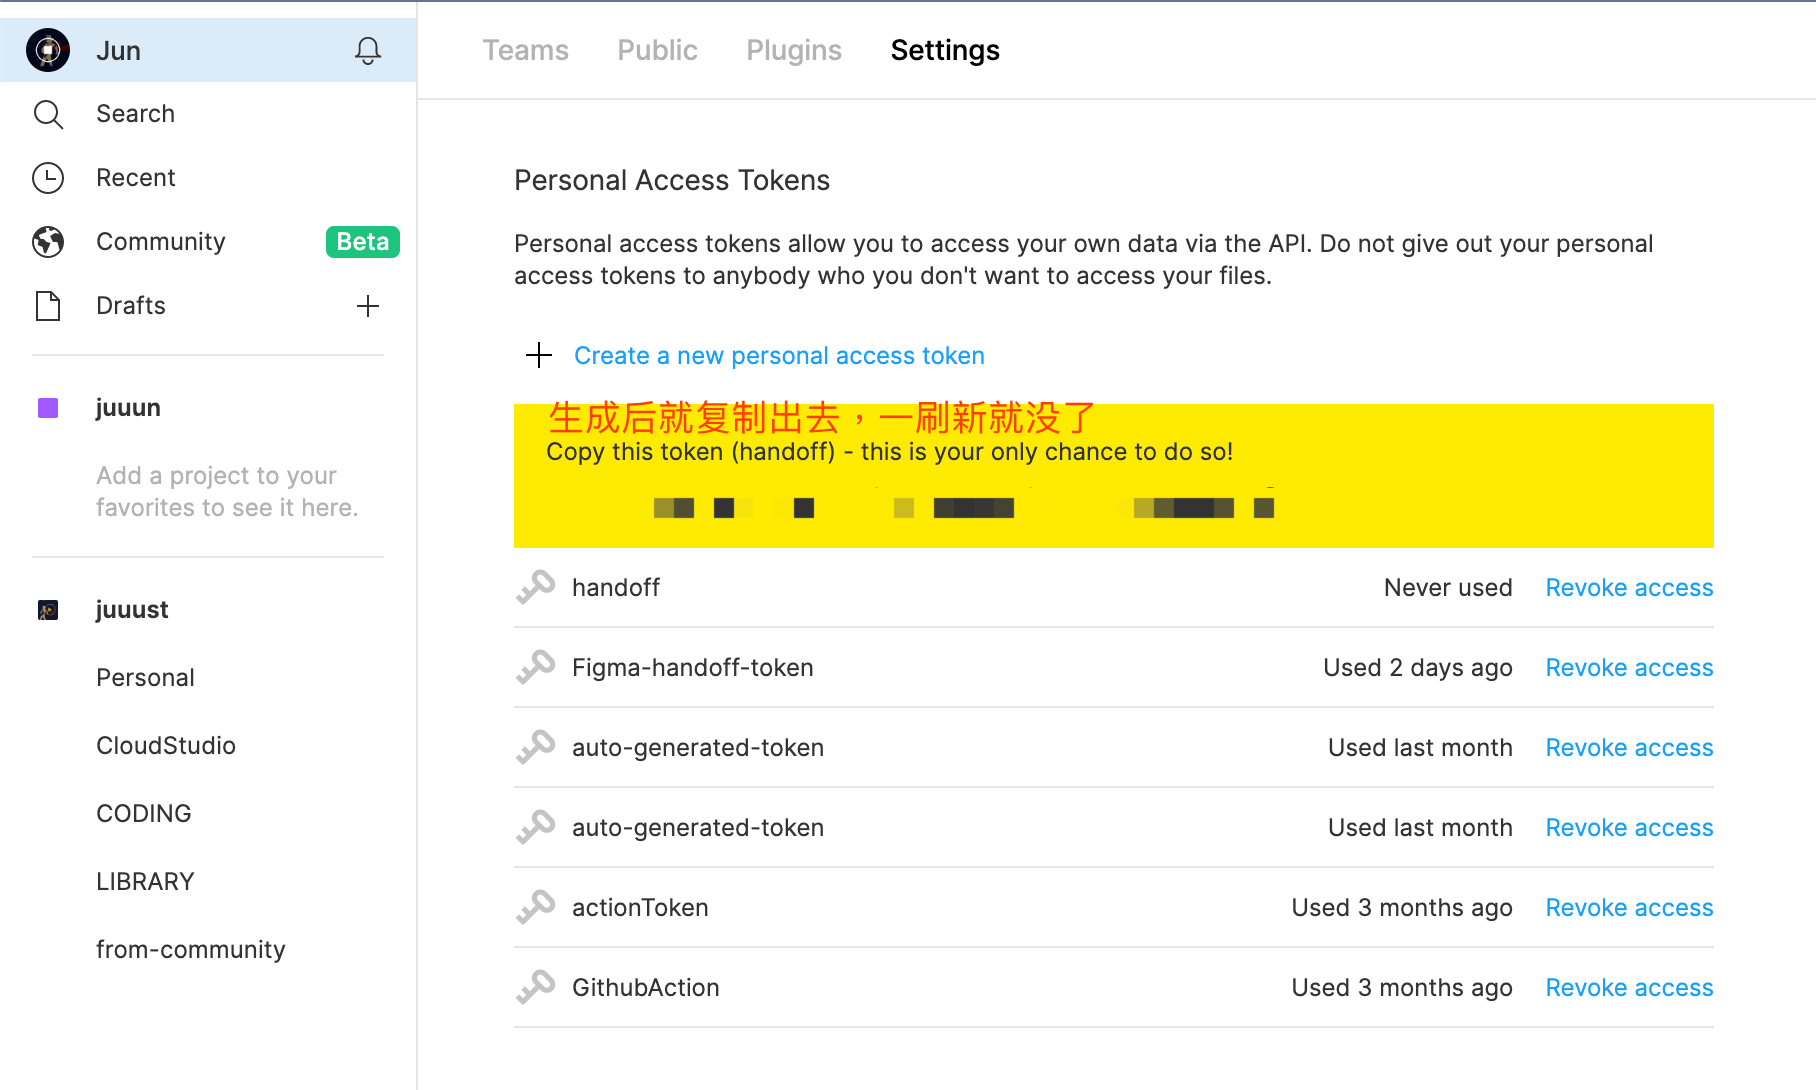 Jun
Search
Recent
Community
Beta
Drafts
juuun
Add a project to your
favorites to see it here.
juuust
Personal
CloudStudio
CODING
LIBRARY
from-community
Teams
Public
Plugins
Settings
Personal Access Tokens
Personal access tokens allow you to access your own data via the API. Do not give out your personal
access tokens to anybody who you don't want to access your files.
Create a new personal access token
生成后就复制出去，一刷新就没了
Copy this token (handoff) - this is your only chance to do so!
handoff Never used Revoke access
Figma-handoff-token Used 2 days ago Revoke access
auto-generated-token Used last month Revoke access
auto-generated-token Used last month Revoke access
actionToken Used 3 months ago Revoke access
GithubAction Used 3 months ago Revoke access